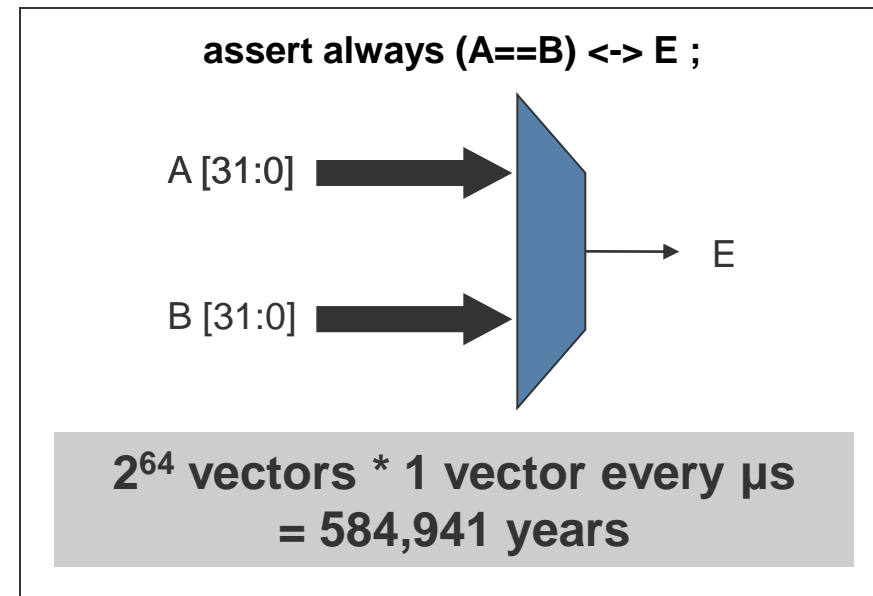 assert always (A==B) <-> E ;
A [31:0]
E
B [31:0]
2⁶⁴ vectors * 1 vector every µs
= 584,941 years